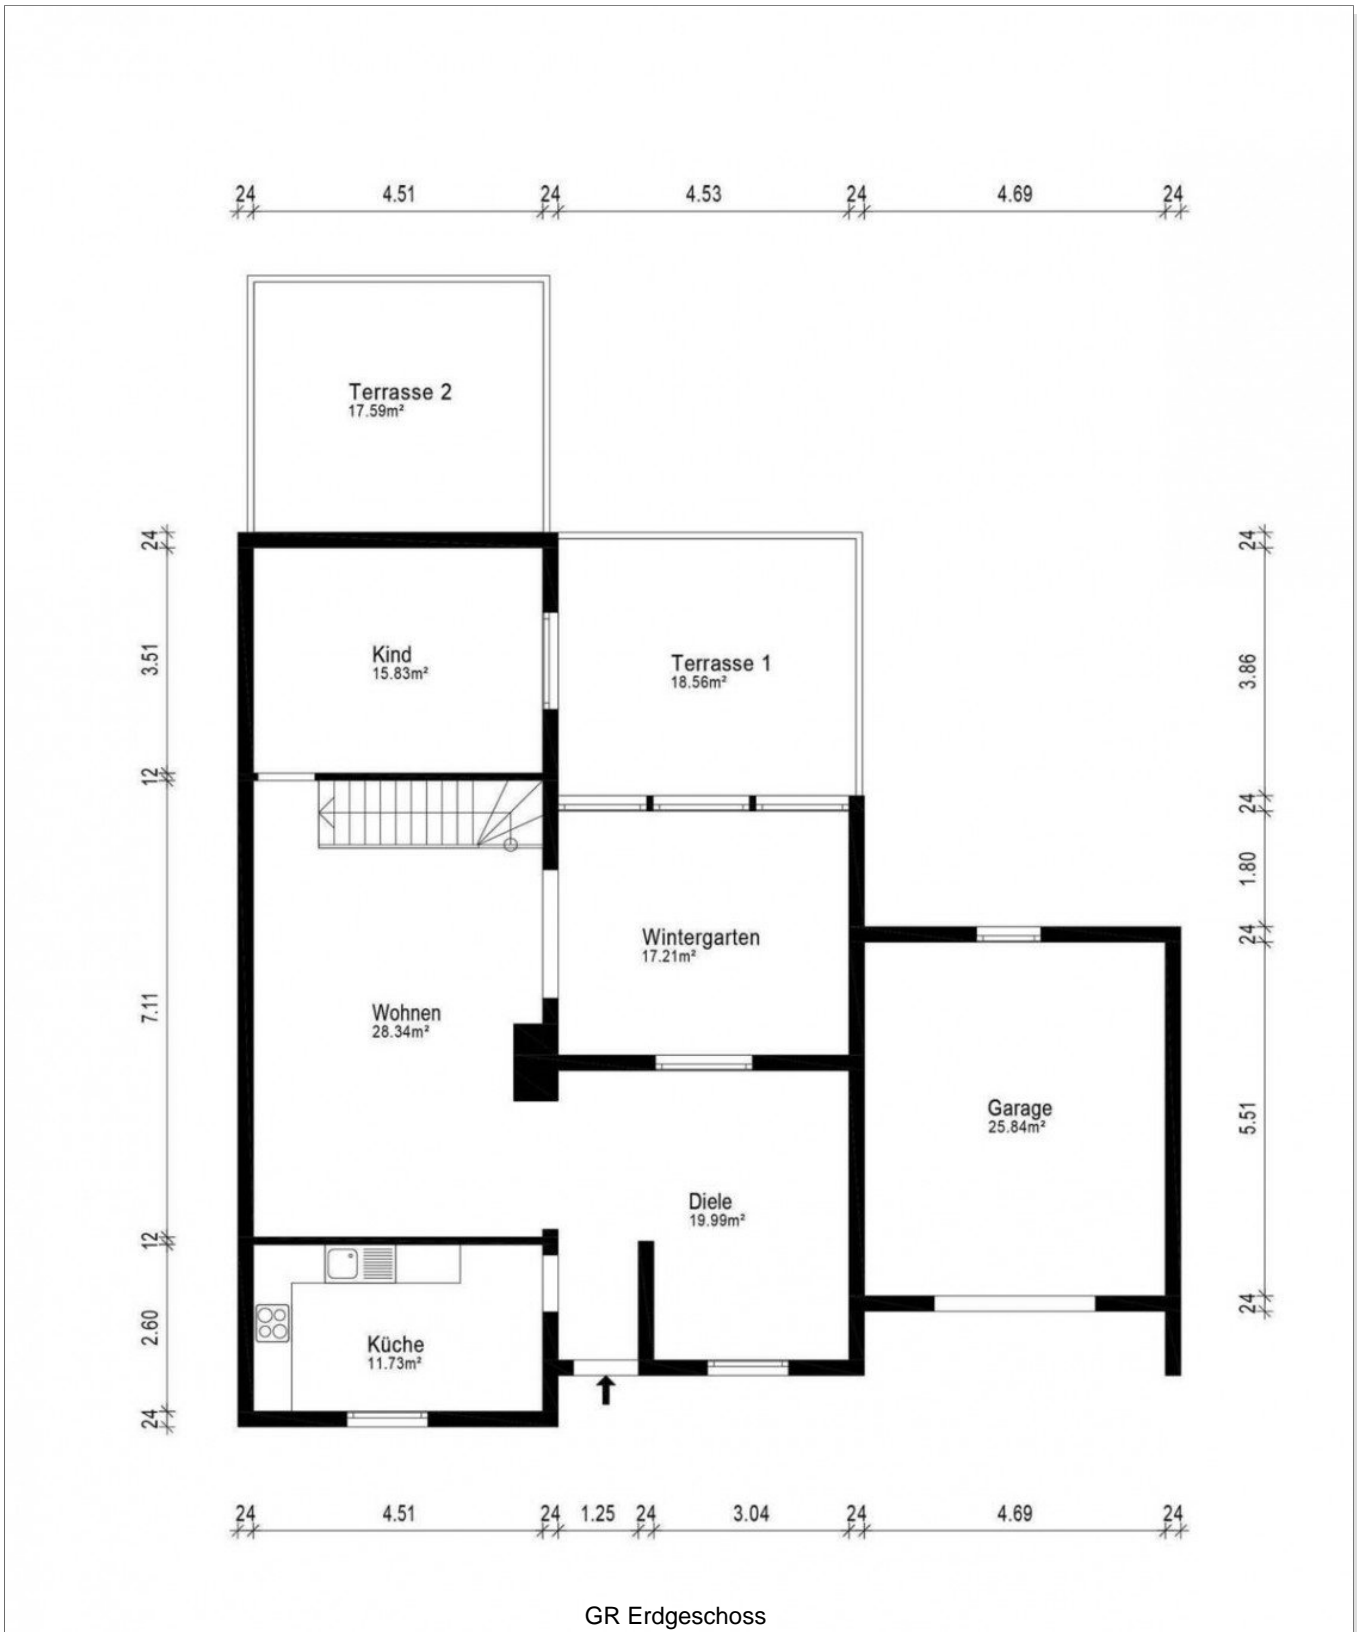 24 4.51 24 4.53 24 4.69 24
Terrasse 2
17.59m²
24
3.51
12
7.11
12
2.60
24
Kind
15.83m²
Terrasse 1
18.56m²
24
3.86
24
1.80
24
5.51
24
Wintergarten
17.21m²
Wohnen
28.34m²
Garage
25.84m²
Diele
19.99m²
Küche
11.73m²
24 4.51 24 1.25 24 3.04 24 4.69 24
GR Erdgeschoss